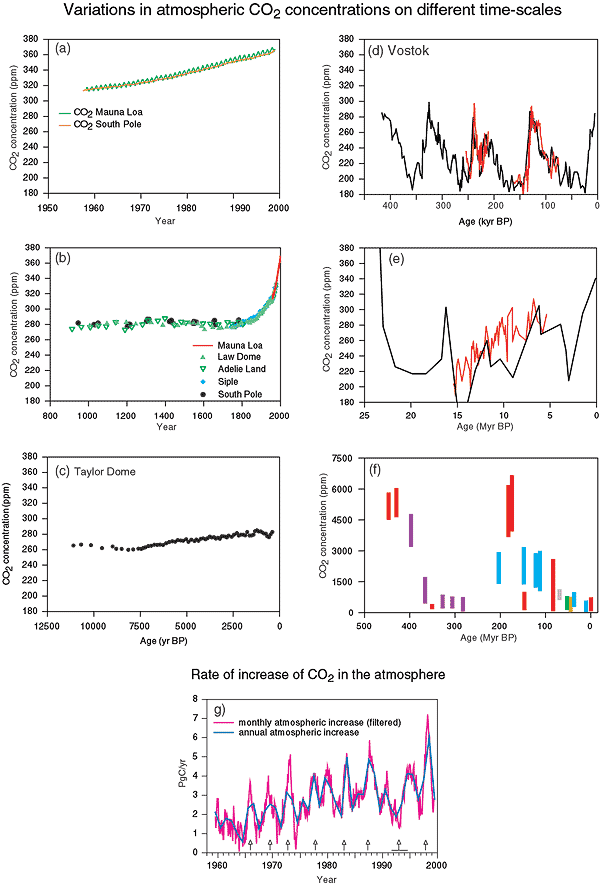 Variations in atmospheric CO2 concentrations on different time-scales
(a)
CO2 concentration (ppm)
380
360
340
320
300
280
260
240
220
200
180
CO2 Mauna Loa
CO2 South Pole
1950 1960 1970 1980 1990 2000
Year
(d) Vostok
CO2 concentration (ppm)
380
360
340
320
300
280
260
240
220
200
180
400 300 200 100 0
Age (kyr BP)
(b)
CO2 concentration (ppm)
380
360
340
320
300
280
260
240
220
200
180
Mauna Loa
Law Dome
Adelie Land
Siple
South Pole
800 1000 1200 1400 1600 1800 2000
Year
(e)
CO2 concentration (ppm)
380
360
340
320
300
280
260
240
220
200
180
25 20 15 10 5 0
Age (Myr BP)
(c) Taylor Dome
CO2 concentration(ppm)
380
360
340
320
300
280
260
240
220
200
180
12500 10000 7500 5000 2500 0
Age (yr BP)
(f)
CO2 concentration (ppm)
7500
6000
4500
3000
1500
0
500 400 300 200 100 0
Age (Myr BP)
Rate of increase of CO2 in the atmosphere
g)
PgC/yr
8
7
6
5
4
3
2
1
0
monthly atmospheric increase (filtered)
annual atmospheric increase
1960 1970 1980 1990 2000
Year